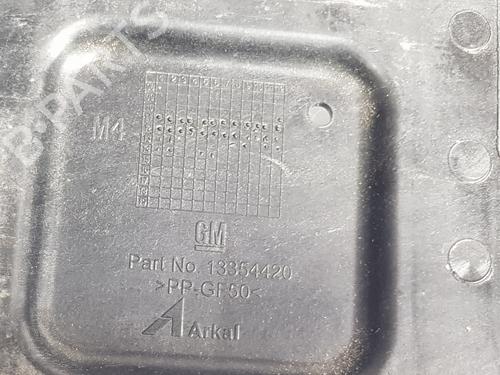 B-PARTS
M4
GM
Part No. 13354420
>PP-GF50<
Arkal